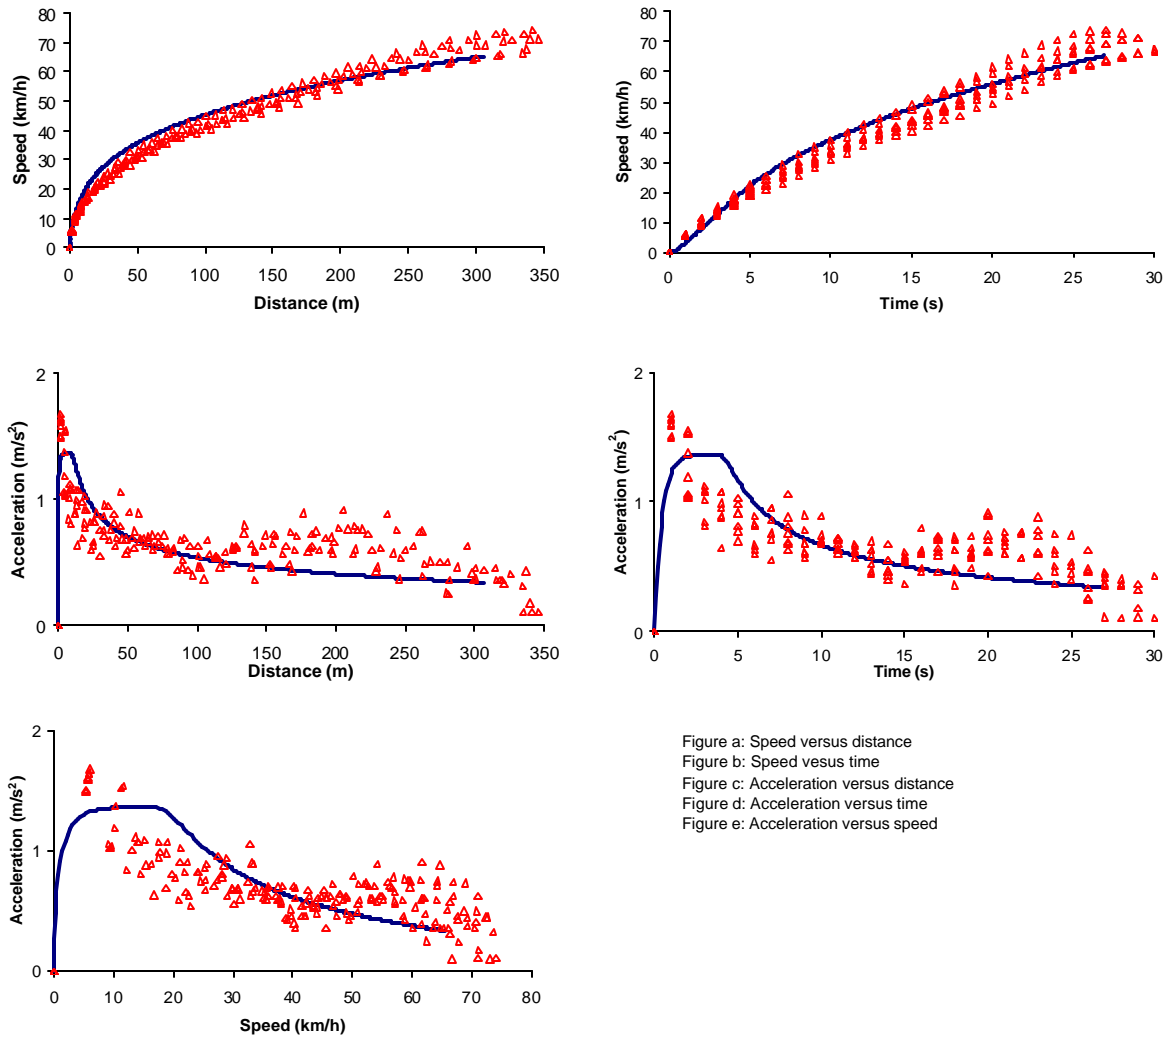 80
70
60
50
40
30
20
10
0
Speed (km/h)
0 50 100 150 200 250 300 350
Distance (m)
80
70
60
50
40
30
20
10
0
Speed (km/h)
0 5 10 15 20 25 30
Time (s)
2
1
0
Acceleration (m/s²)
0 50 100 150 200 250 300 350
Distance (m)
2
1
0
Acceleration (m/s²)
0 5 10 15 20 25 30
Time (s)
2
1
0
Acceleration (m/s²)
0 10 20 30 40 50 60 70 80
Speed (km/h)
Figure a: Speed versus distance
Figure b: Speed vesus time
Figure c: Acceleration versus distance
Figure d: Acceleration versus time
Figure e: Acceleration versus speed